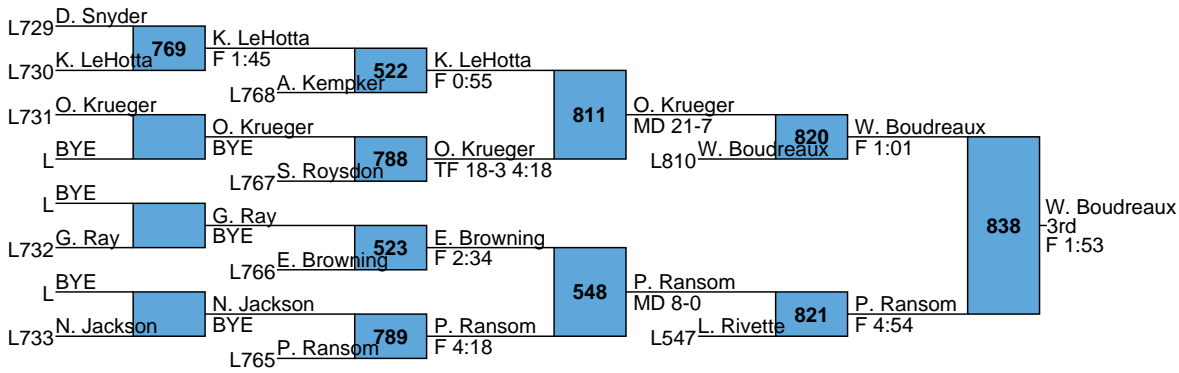 L729 D. Snyder
769
L730 K. LeHotta
K. LeHotta
F 1:45
522
L768 A. Kempker
K. LeHotta
F 0:55
L731 O. Krueger
L BYE
O. Krueger
BYE
788
L767 S. Roysdon
O. Krueger
TF 18-3 4:18
811
O. Krueger
MD 21-7
820
L810 W. Boudreaux
W. Boudreaux
F 1:01
L BYE
L732 G. Ray
G. Ray
BYE
523
L766 E. Browning
E. Browning
F 2:34
L BYE
L733 N. Jackson
N. Jackson
BYE
789
L765 P. Ransom
P. Ransom
F 4:18
548
P. Ransom
MD 8-0
821
L547 L. Rivette
P. Ransom
F 4:54
838
W. Boudreaux
3rd
F 1:53